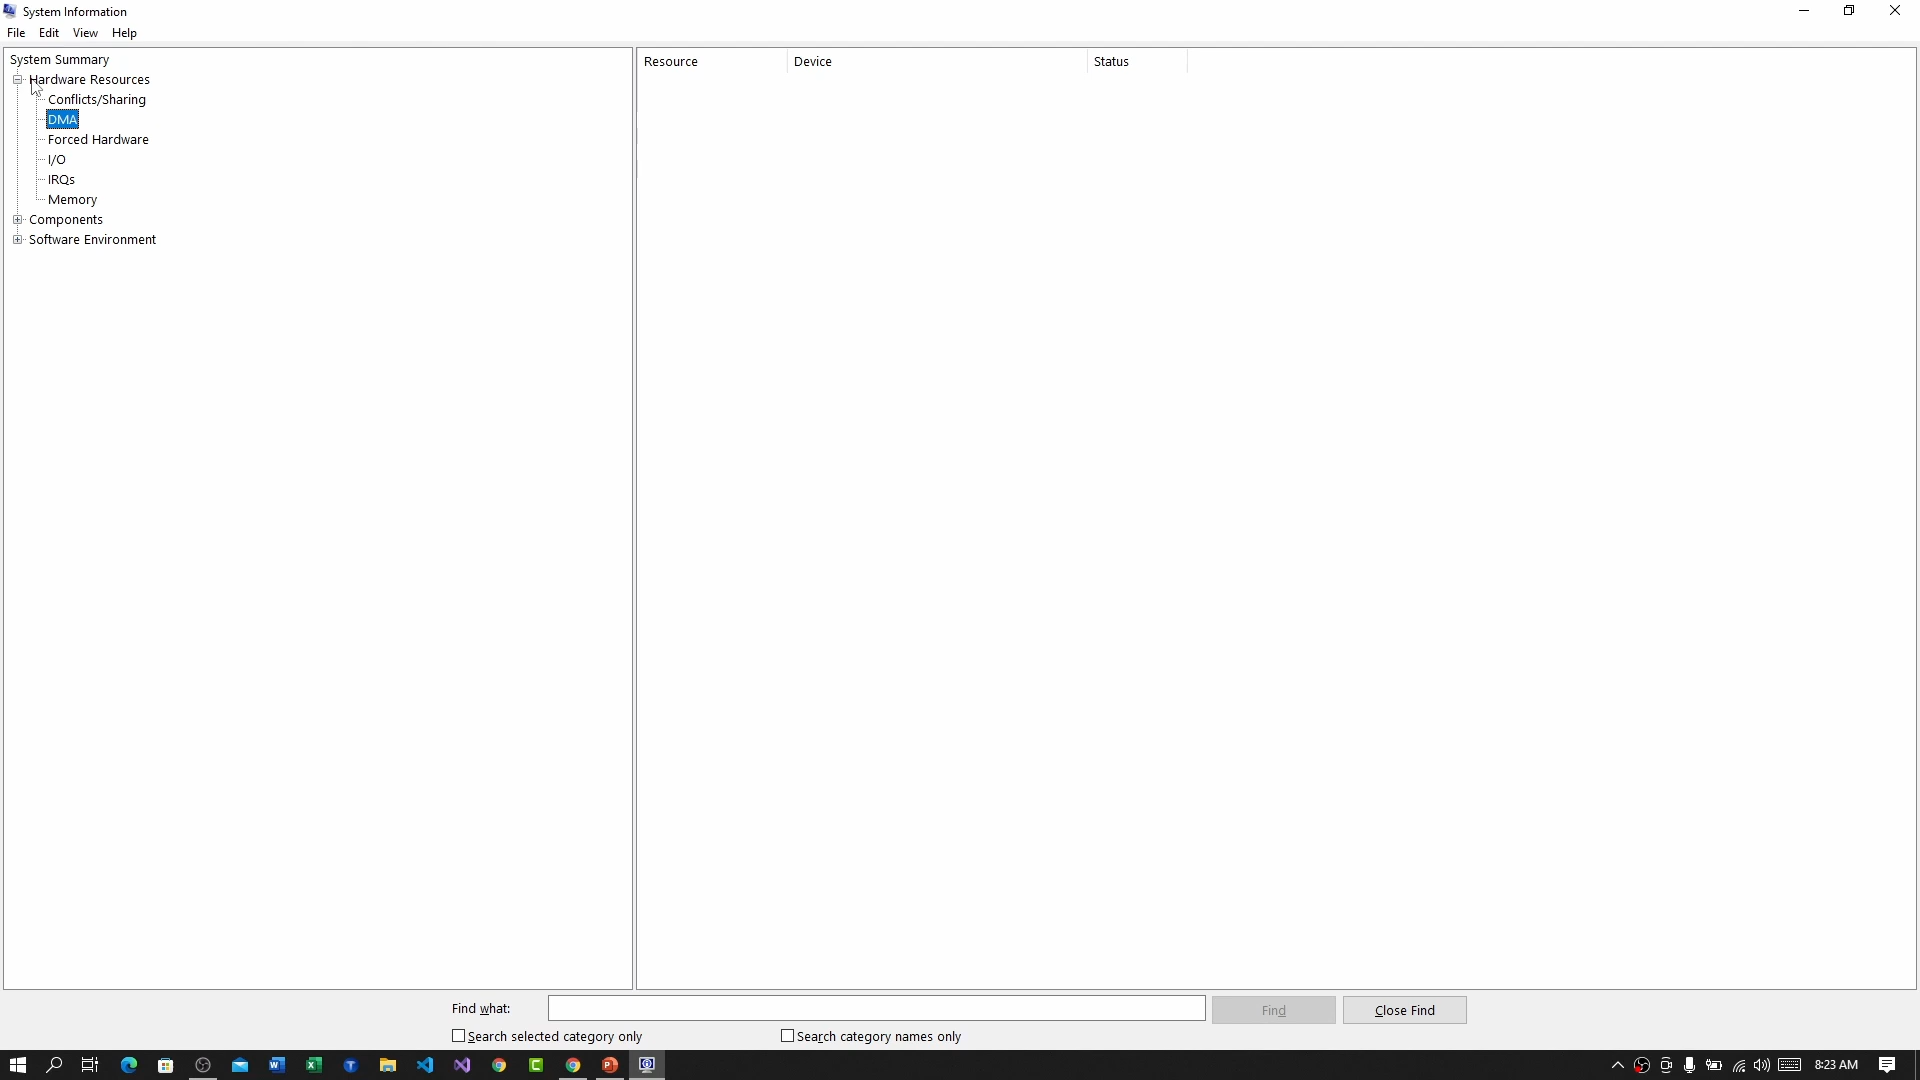 System Information
File Edit View Help
System Summary
Hardware Resources
Conflicts/Sharing
DMA
Forced Hardware
I/O
IRQs
Memory
Components
Software Environment
Resource Device Status
Find what: Find Close Find
Search selected category only Search category names only
8:23 AM